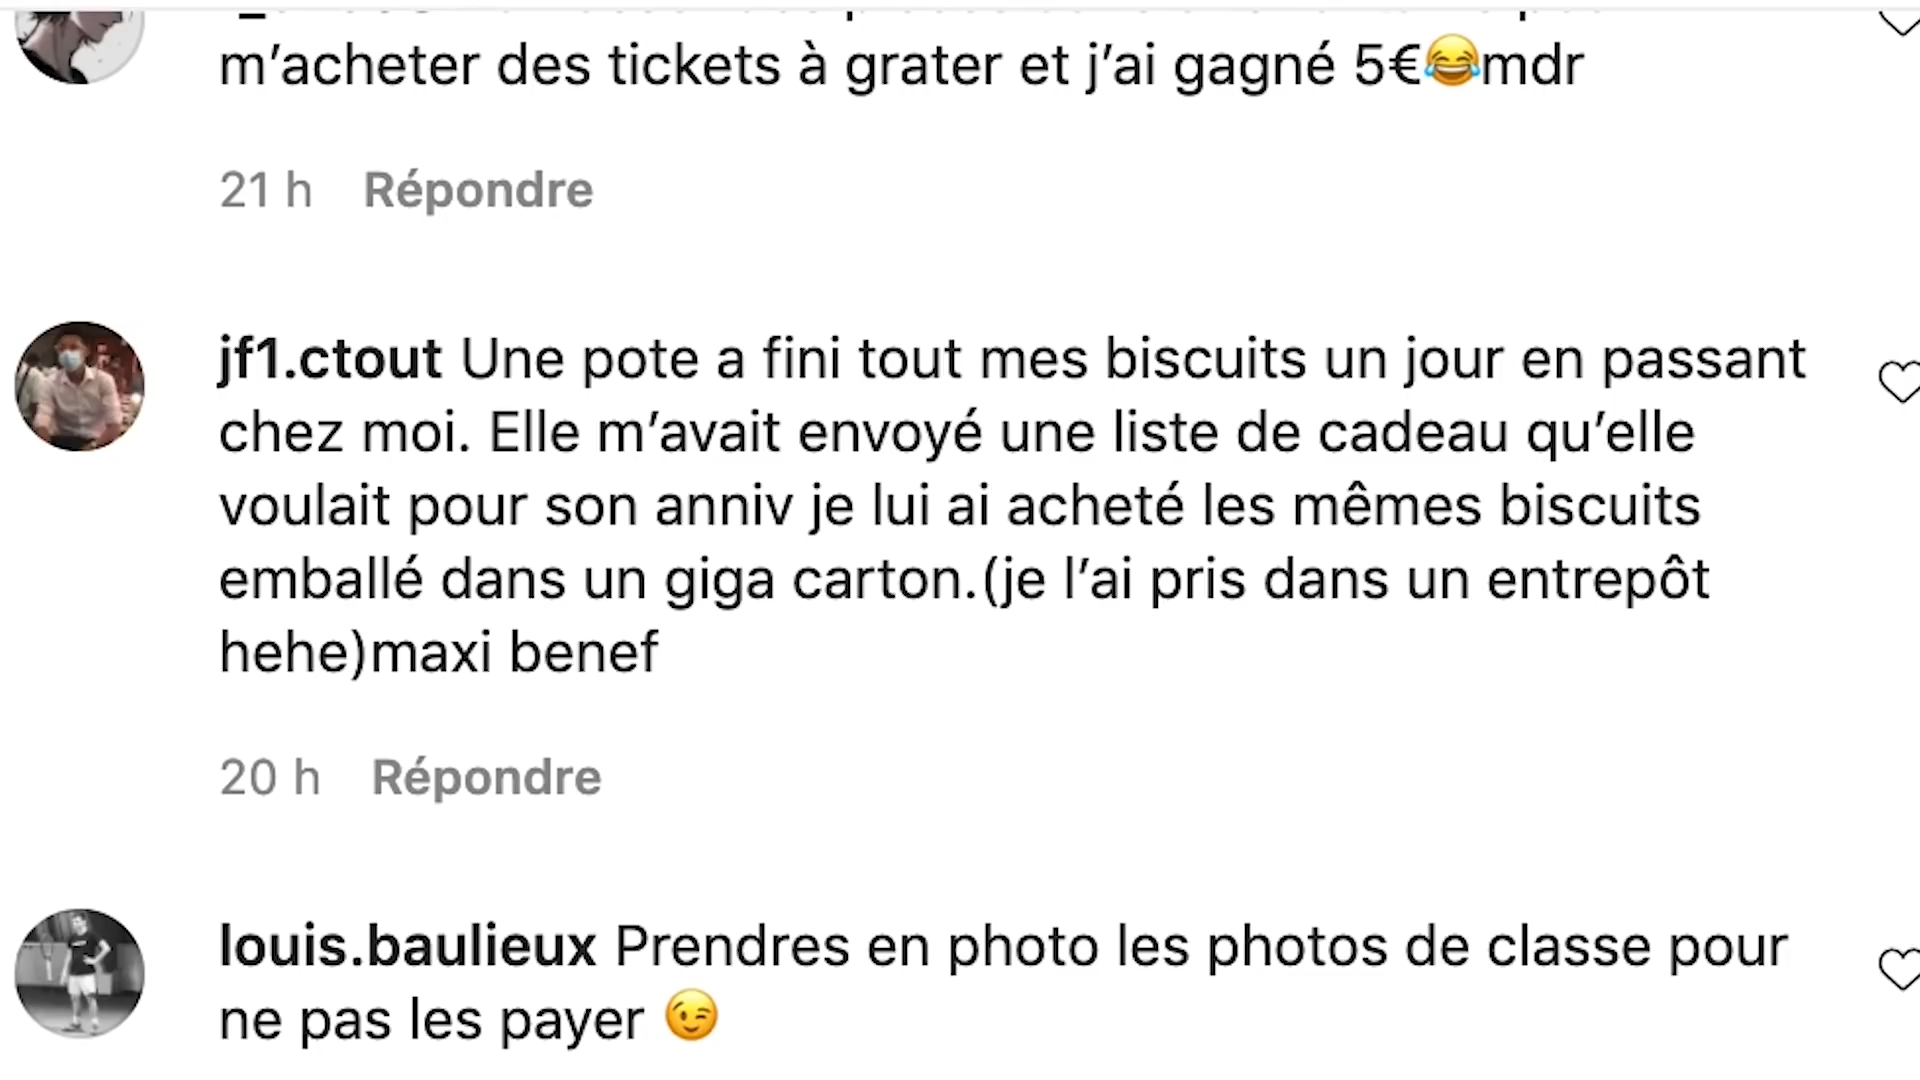 m’acheter des tickets à grater et j’ai gagné 5€😂mdr
21 h Répondre
jf1.ctout Une pote a fini tout mes biscuits un jour en passant
chez moi. Elle m’avait envoyé une liste de cadeau qu’elle
voulait pour son anniv je lui ai acheté les mêmes biscuits
emballé dans un giga carton.(je l’ai pris dans un entrepôt
hehe)maxi benef
20 h Répondre
louis.baulieux Prendres en photo les photos de classe pour
ne pas les payer 😉